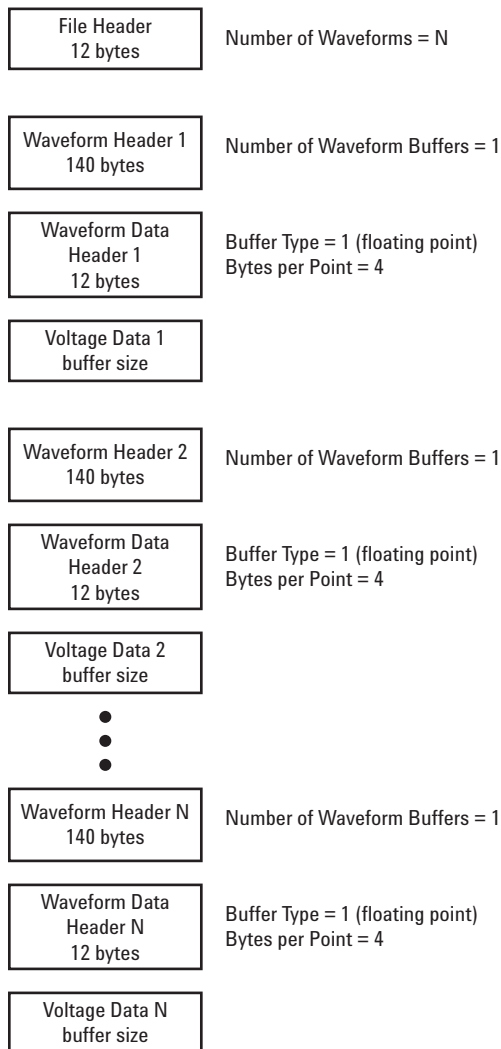 File Header
12 bytes
Number of Waveforms = N
Waveform Header 1
140 bytes
Number of Waveform Buffers = 1
Waveform Data
Header 1
12 bytes
Buffer Type = 1 (floating point)
Bytes per Point = 4
Voltage Data 1
buffer size
Waveform Header 2
140 bytes
Number of Waveform Buffers = 1
Waveform Data
Header 2
12 bytes
Buffer Type = 1 (floating point)
Bytes per Point = 4
Voltage Data 2
buffer size
Waveform Header N
140 bytes
Number of Waveform Buffers = 1
Waveform Data
Header N
12 bytes
Buffer Type = 1 (floating point)
Bytes per Point = 4
Voltage Data N
buffer size